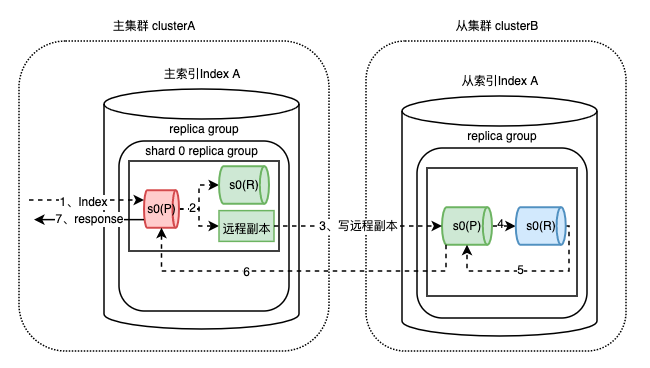 主集群 clusterA
从集群 clusterB
主索引Index A
从索引Index A
replica group
replica group
shard 0 replica group
s0(R)
1、Index
s0(P)
2
7、response
远程副本
3、写远程副本
s0(P)
4
s0(R)
6
5